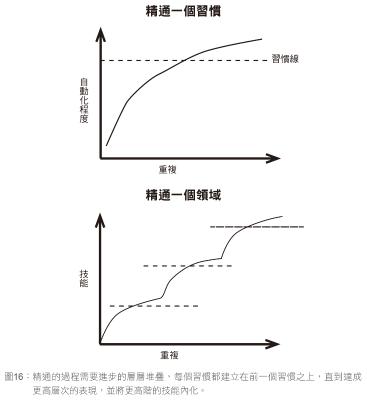 精通一個習慣
習慣線
自動化程度
重複
精通一個領域
技能
重複
圖16：精通的過程需要進步的層層堆疊，每個習慣都建立在前一個習慣之上，直到達成
更高層次的表現，並將更高階的技能內化。